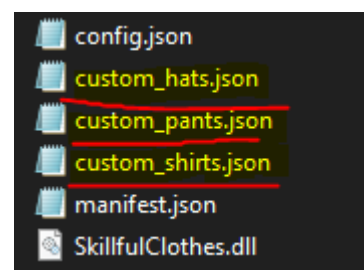 config.json
custom_hats.json
custom_pants.json
custom_shirts.json
manifest.json
SkillfulClothes.dll